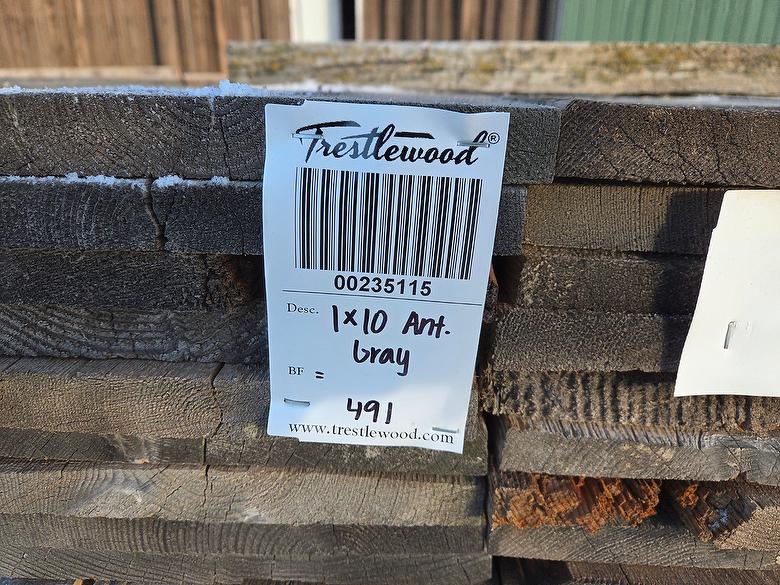 Trestlewood®
00235115
Desc. 1x10 Ant.
Gray
BF =
491
www.trestlewood.com